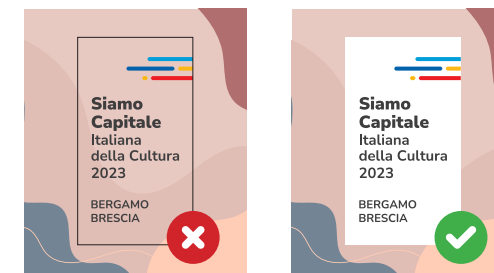 Siamo
Capitale
Italiana
della Cultura
2023
BERGAMO
BRESCIA
Siamo
Capitale
Italiana
della Cultura
2023
BERGAMO
BRESCIA